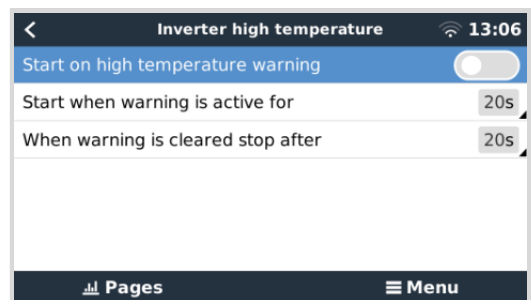 Inverter high temperature 13:06
Start on high temperature warning
Start when warning is active for 20s
When warning is cleared stop after 20s
Pages Menu